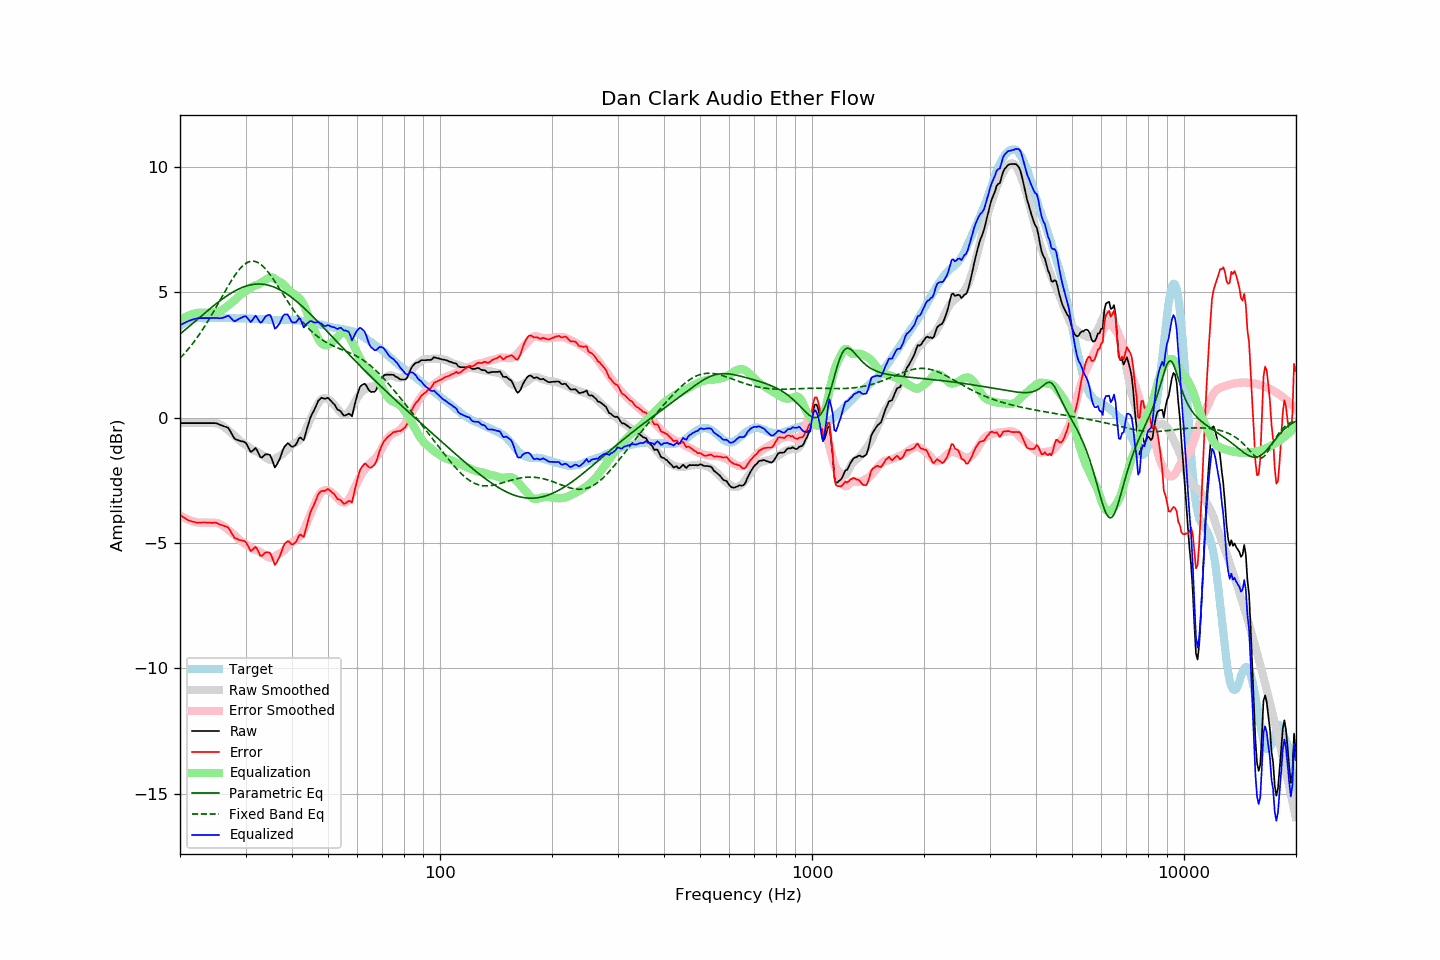 Dan Clark Audio Ether Flow
Amplitude (dBr)
10
5
0
−5
−10
−15
Target
Raw Smoothed
Error Smoothed
Raw
Error
Equalization
Parametric Eq
Fixed Band Eq
Equalized
100
1000
10000
Frequency (Hz)